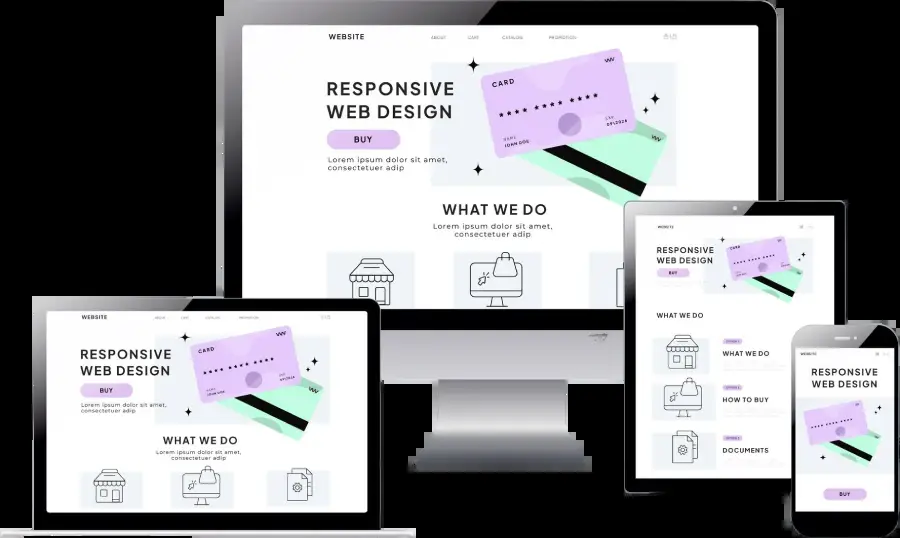 WEBSITE
ABOUT
CARE
CATALOG
PROMOTION
RESPONSIVE
WEB DESIGN
BUY
Lorem ipsum dolor sit amet,
consectetuer adip
CARD
**** **** ****
NAME
JOHN DOE
09\2028
WHAT WE DO
Lorem ipsum dolor sit amet,
consectetuer adip
WEBSITE
RESPONSIVE
WEB DESIGN
BUY
Lorem ipsum dolor sit amet,
consectetuer adip
CARD
**** **** ****
JOHN DOE
WHAT WE DO
Lorem ipsum dolor sit amet,
consectetuer adip
WEBSITE
RESPONSIVE
WEB DESIGN
BUY
CARD
**** **** ****
WHAT WE DO
WHAT WE DO
HOW TO BUY
DOCUMENTS
WEBSITE
RESPONSIVE
WEB DESIGN
**** **** ****
BUY